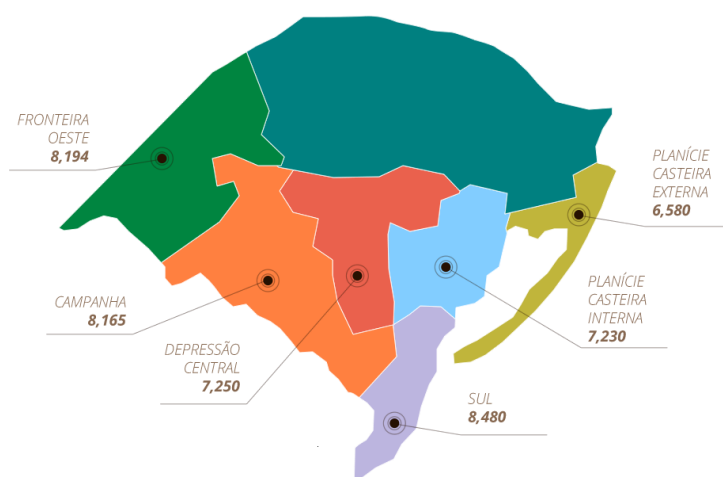 FRONTEIRA
OESTE
8,194
PLANÍCIE
CASTEIRA
EXTERNA
6,580
CAMPANHA
8,165
PLANÍCIE
CASTEIRA
INTERNA
7,230
DEPRESSÃO
CENTRAL
7,250
SUL
8,480